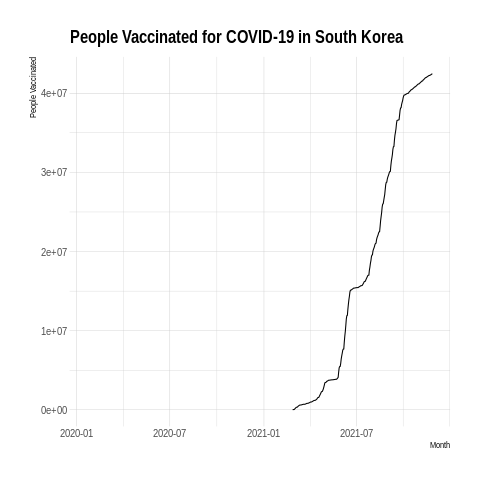 People Vaccinated for COVID-19 in South Korea
People Vaccinated
4e+07
3e+07
2e+07
1e+07
0e+00
2020-01 2020-07 2021-01 2021-07
Month